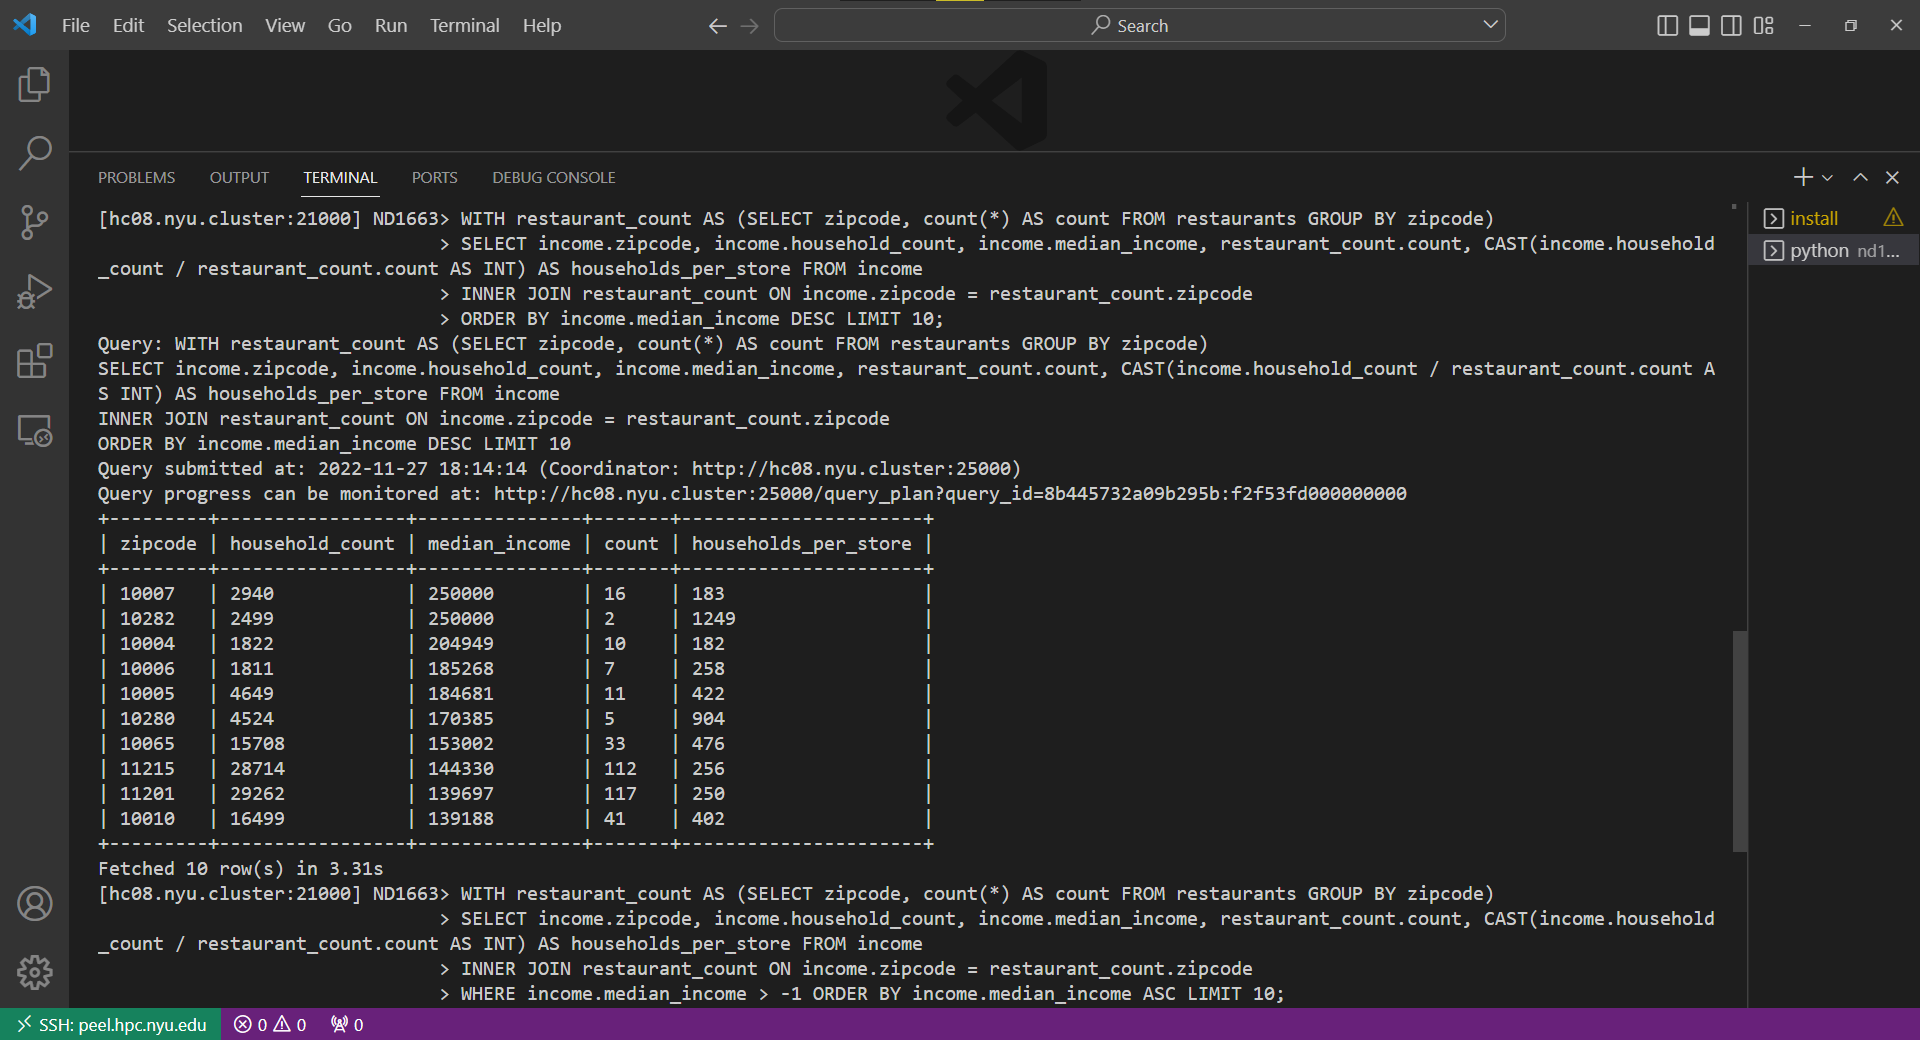 File Edit Selection View Go Run Terminal Help Search
PROBLEMS OUTPUT TERMINAL PORTS DEBUG CONSOLE
[hc08.nyu.cluster:21000] ND1663> WITH restaurant_count AS (SELECT zipcode, count(*) AS count FROM restaurants GROUP BY zipcode)
> SELECT income.zipcode, income.household_count, income.median_income, restaurant_count.count, CAST(income.household
_count / restaurant_count.count AS INT) AS households_per_store FROM income
> INNER JOIN restaurant_count ON income.zipcode = restaurant_count.zipcode
> ORDER BY income.median_income DESC LIMIT 10;
Query: WITH restaurant_count AS (SELECT zipcode, count(*) AS count FROM restaurants GROUP BY zipcode)
SELECT income.zipcode, income.household_count, income.median_income, restaurant_count.count, CAST(income.household_count / restaurant_count.count A
S INT) AS households_per_store FROM income
INNER JOIN restaurant_count ON income.zipcode = restaurant_count.zipcode
ORDER BY income.median_income DESC LIMIT 10
Query submitted at: 2022-11-27 18:14:14 (Coordinator: http://hc08.nyu.cluster:25000)
Query progress can be monitored at: http://hc08.nyu.cluster:25000/query_plan?query_id=8b445732a09b295b:f2f53fd000000000
+---------+-----------------+---------------+-------+----------------------+
| zipcode | household_count | median_income | count | households_per_store |
+---------+-----------------+---------------+-------+----------------------+
| 10007   | 2940            | 250000        | 16    | 183                  |
| 10282   | 2499            | 250000        | 2     | 1249                 |
| 10004   | 1822            | 204949        | 10    | 182                  |
| 10006   | 1811            | 185268        | 7     | 258                  |
| 10005   | 4649            | 184681        | 11    | 422                  |
| 10280   | 4524            | 170385        | 5     | 904                  |
| 10065   | 15708           | 153002        | 33    | 476                  |
| 11215   | 28714           | 144330        | 112   | 256                  |
| 11201   | 29262           | 139697        | 117   | 250                  |
| 10010   | 16499           | 139188        | 41    | 402                  |
+---------+-----------------+---------------+-------+----------------------+
Fetched 10 row(s) in 3.31s
[hc08.nyu.cluster:21000] ND1663> WITH restaurant_count AS (SELECT zipcode, count(*) AS count FROM restaurants GROUP BY zipcode)
> SELECT income.zipcode, income.household_count, income.median_income, restaurant_count.count, CAST(income.household
_count / restaurant_count.count AS INT) AS households_per_store FROM income
> INNER JOIN restaurant_count ON income.zipcode = restaurant_count.zipcode
> WHERE income.median_income > -1 ORDER BY income.median_income ASC LIMIT 10;
install
python nd1...
SSH: peel.hpc.nyu.edu 0 0 0